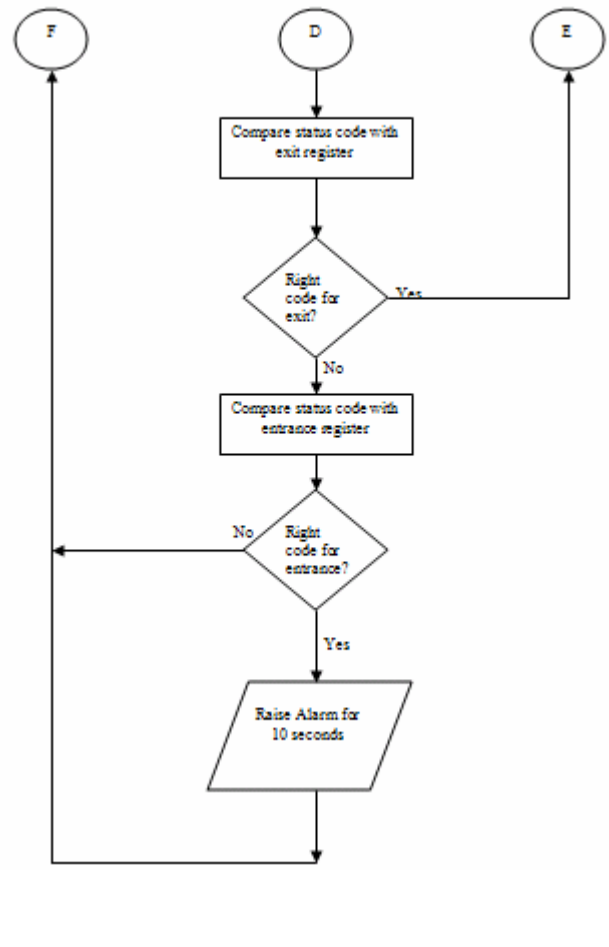 F
D
E
Compare status code with
exit register
Right
code for
exit?
Yes
No
Compare status code with
entrance register
No
Right
code for
entrance?
Yes
Raise Alarm for
10 seconds